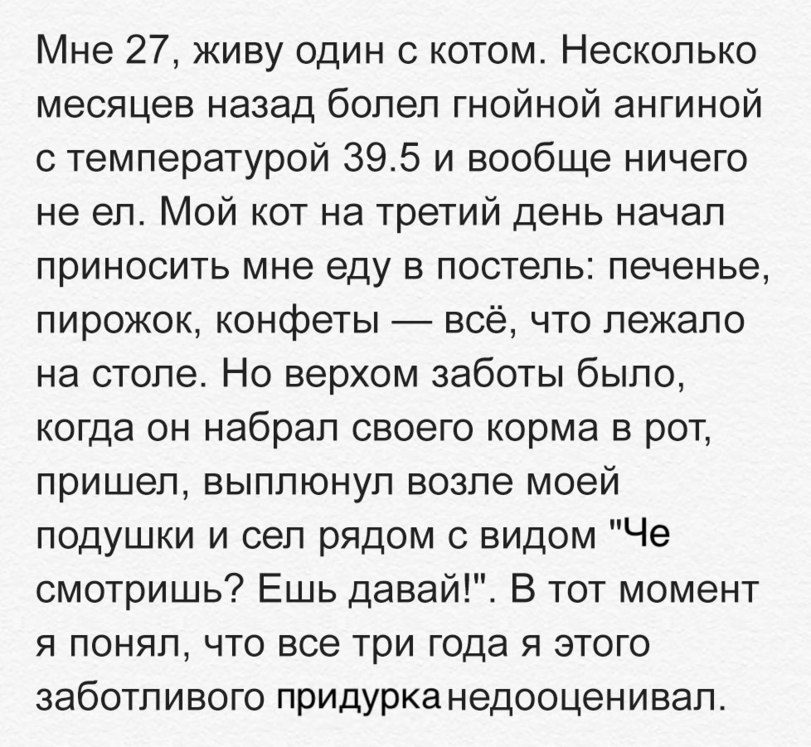 Мне 27, живу один с котом. Несколько
месяцев назад болел гнойной ангиной
с температурой 39.5 и вообще ничего
не ел. Мой кот на третий день начал
приносить мне еду в постель: печенье,
пирожок, конфеты — всё, что лежало
на столе. Но верхом заботы было,
когда он набрал своего корма в рот,
пришел, выплюнул возле моей
подушки и сел рядом с видом "Че
смотришь? Ешь давай!". В тот момент
я понял, что все три года я этого
заботливого придурка недооценивал.